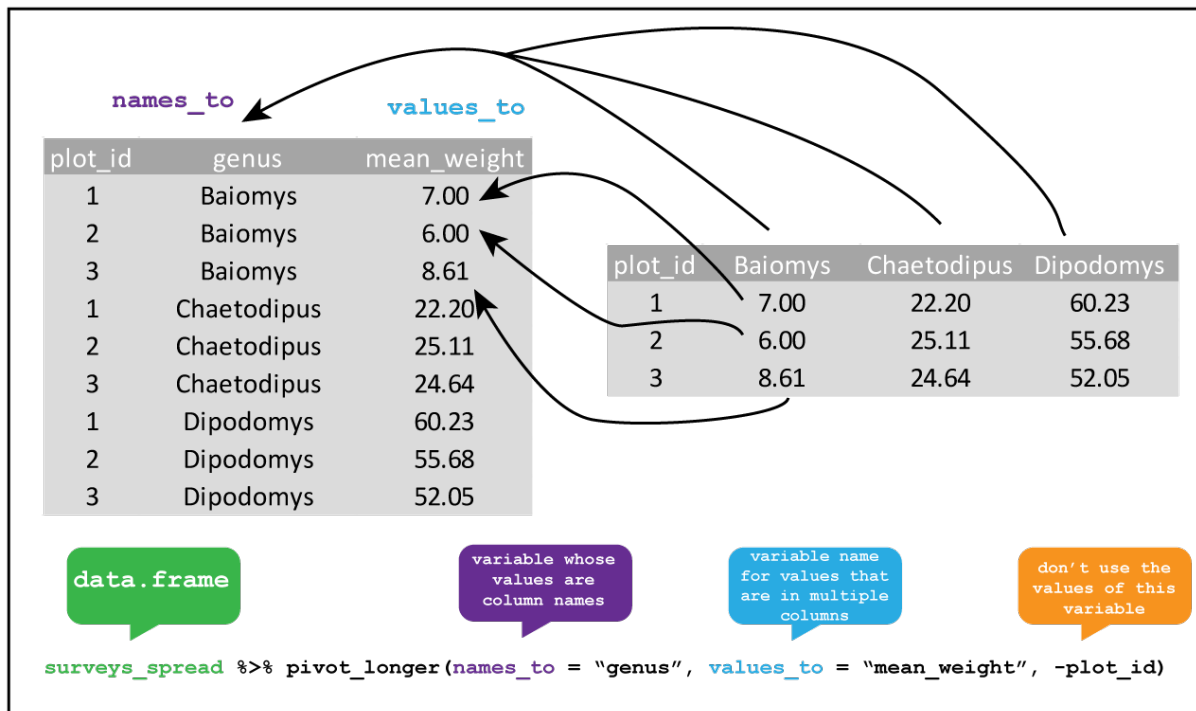 names_to values_to
plot_id genus mean_weight
1 Baiomys 7.00
2 Baiomys 6.00
3 Baiomys 8.61
1 Chaetodipus 22.20
2 Chaetodipus 25.11
3 Chaetodipus 24.64
1 Dipodomys 60.23
2 Dipodomys 55.68
3 Dipodomys 52.05
plot_id Baiomys Chaetodipus Dipodomys
1 7.00 22.20 60.23
2 6.00 25.11 55.68
3 8.61 24.64 52.05
data.frame
variable whose
values are
column names
variable name
for values that
are in multiple
columns
don’t use the
values of this
variable
surveys_spread %>% pivot_longer(names_to = “genus”, values_to = “mean_weight”, -plot_id)